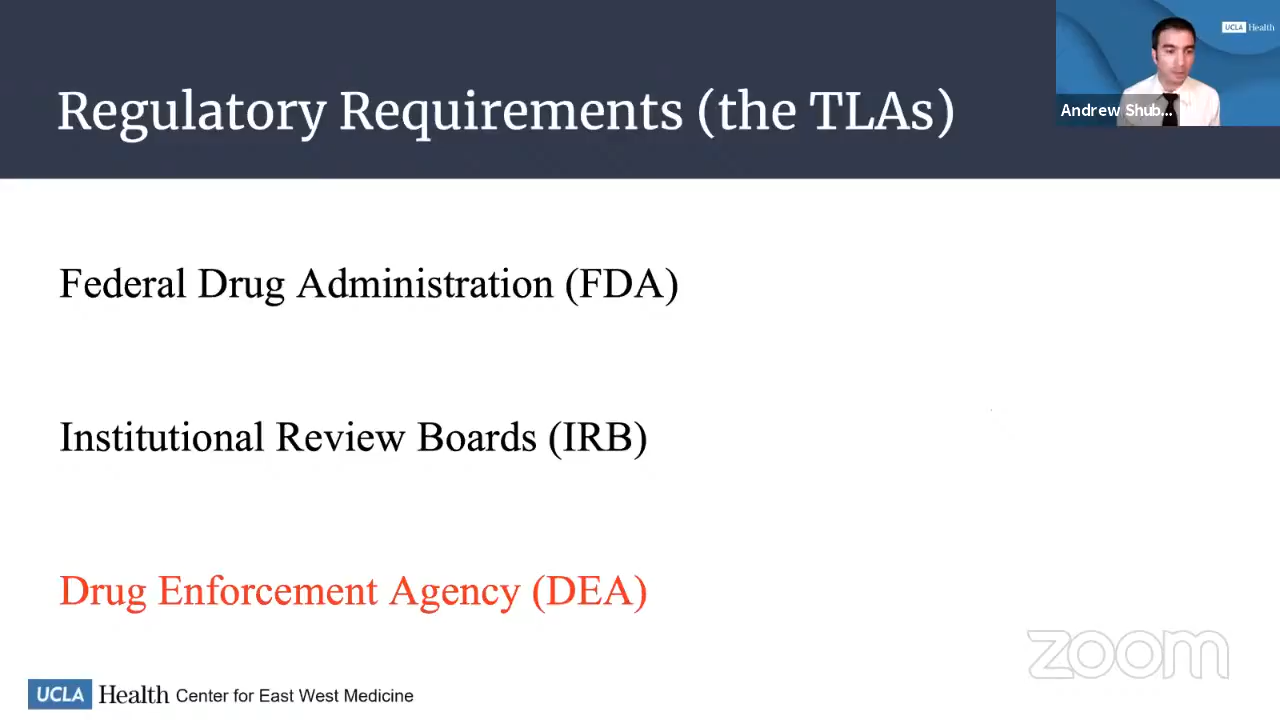 Regulatory Requirements (the TLAs)
UCLA Health
Andrew Shub...
Federal Drug Administration (FDA)
Institutional Review Boards (IRB)
Drug Enforcement Agency (DEA)
zoom
UCLA Health Center for East West Medicine